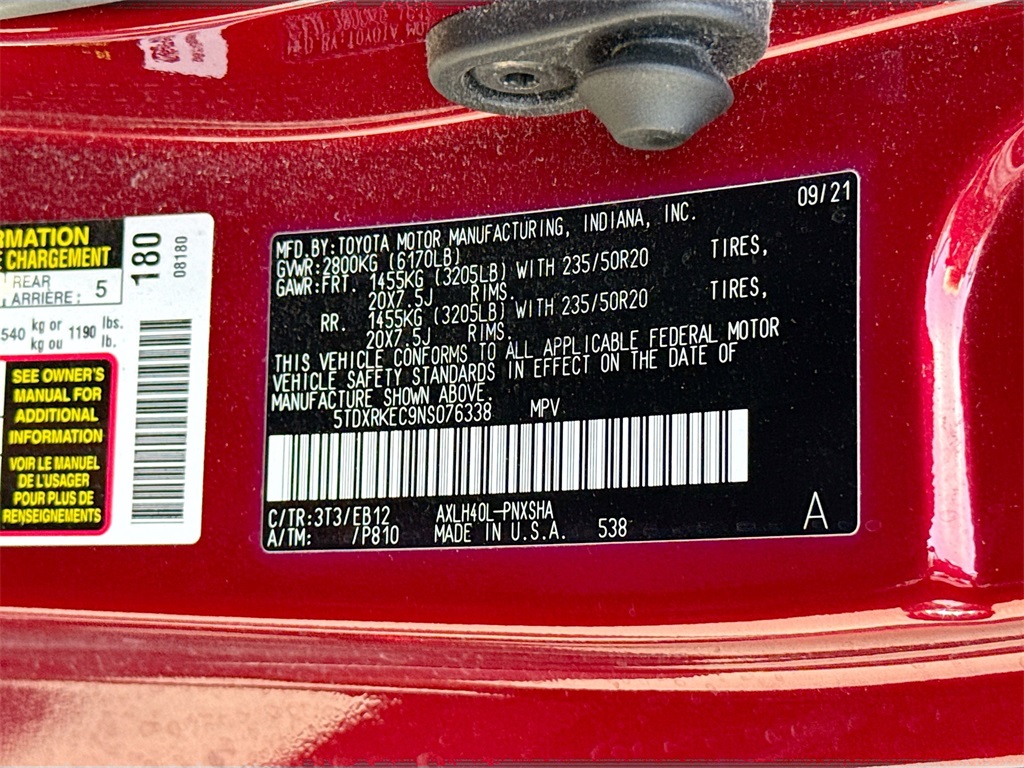 RMATION
E CHARGEMENT
REAR
ARRIÈRE : 5
540 kg or 1190 lbs.
kg ou lb.
SEE OWNER'S
MANUAL FOR
ADDITIONAL
INFORMATION
VOIR LE MANUEL
DE L'USAGER
POUR PLUS DE
RENSEIGNEMENTS
180
08180
09/21
MFD. BY: TOYOTA MOTOR MANUFACTURING, INDIANA, INC.
GVWR: 2800KG (6170LB)
GAWR: FRT. 1455KG (3205LB) WITH 235/50R20 TIRES,
20X7.5J RIMS.
RR. 1455KG (3205LB) WITH 235/50R20 TIRES,
20X7.5J RIMS.
THIS VEHICLE CONFORMS TO ALL APPLICABLE FEDERAL MOTOR
VEHICLE SAFETY STANDARDS IN EFFECT ON THE DATE OF
MANUFACTURE SHOWN ABOVE.
5TDXRKEC9NS076338 MPV
C/TR: 3T3/EB12 AXLH40L-PNXSHA
A/TM: /P810 MADE IN U.S.A. 538
A